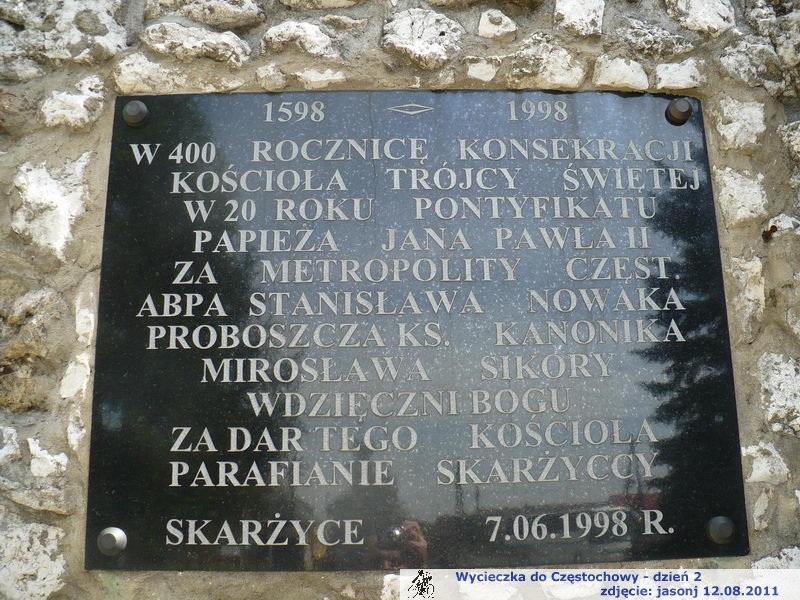 1598 1998
W 400 ROCZNICĘ KONSEKRACJI
KOŚCIOŁA TRÓJCY ŚWIĘTEJ
W 20 ROKU PONTYFIKATU
PAPIEŻA JANA PAWŁA II
ZA METROPOLITY CZĘST.
ABPA STANISŁAWA NOWAKA
PROBOSZCZA KS. KANONIKA
MIROSŁAWA SIKÓRY
WDZIĘCZNI BOGU
ZA DAR TEGO KOŚCIOŁA
PARAFIANIE SKARŻYCCY
SKARŻYCE 7.06.1998 R.
Wycieczka do Częstochowy - dzień 2
zdjęcie: jasonj 12.08.2011